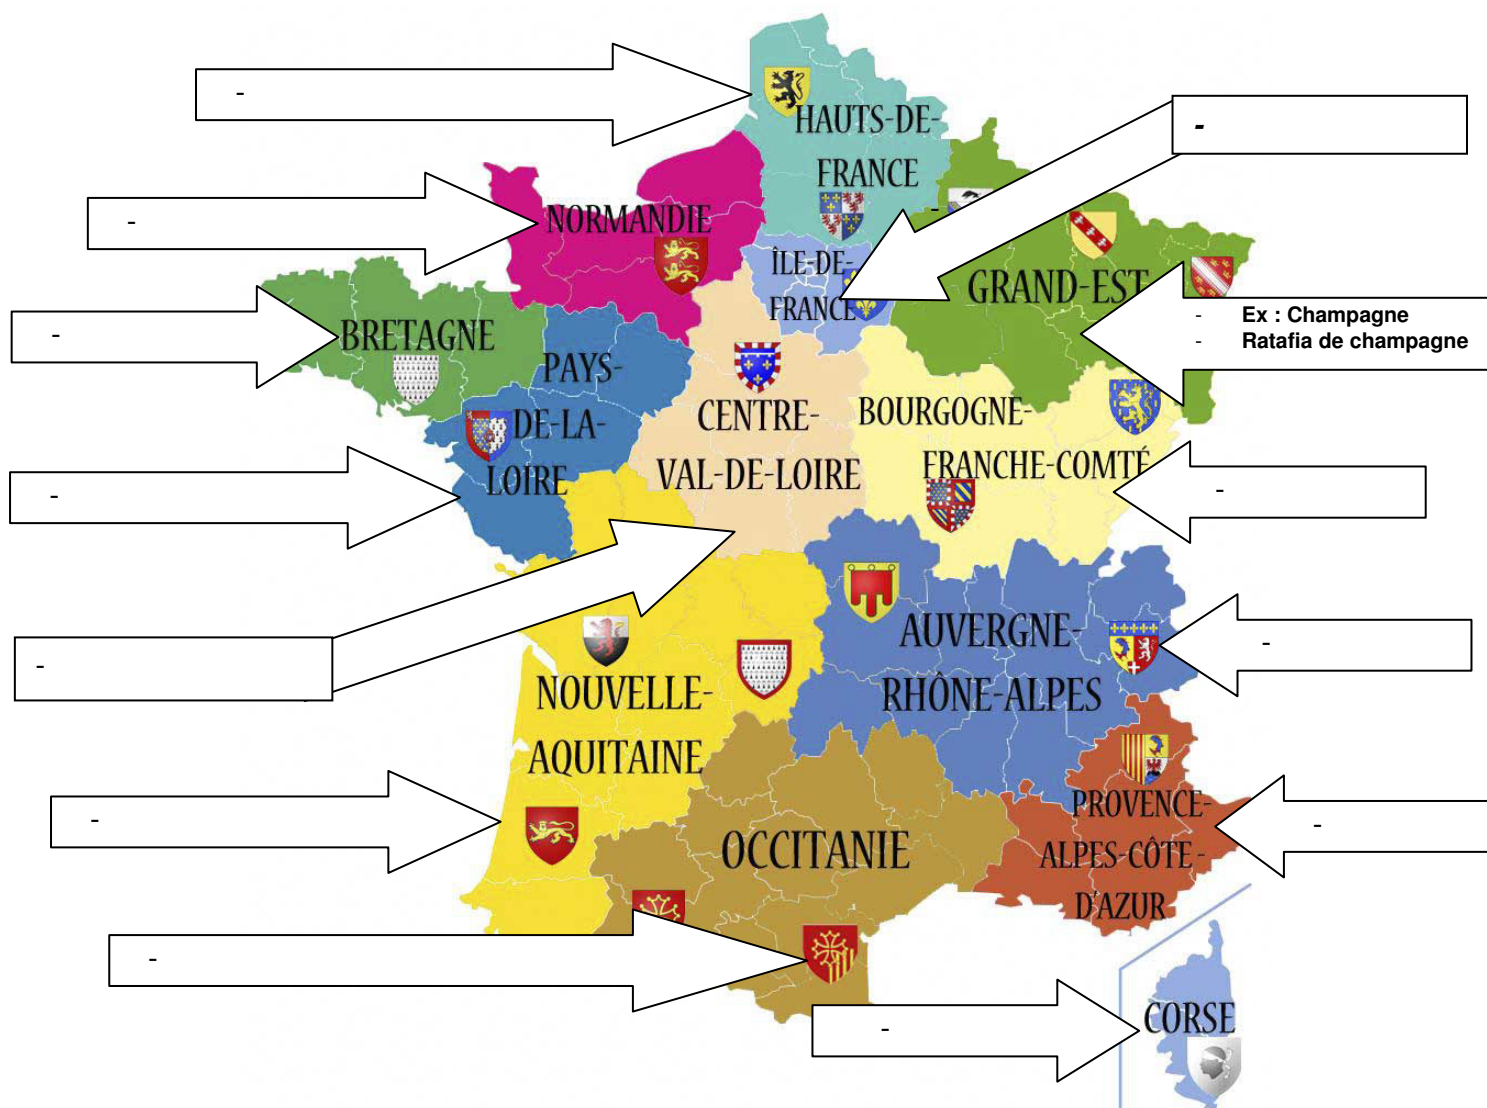 -
HAUTS-DE-
FRANCE
-
-
-
NORMANDIE
ÎLE-DE-
FRANCE
GRAND-EST
- Ex : Champagne
- Ratafia de champagne
-
BRETAGNE
PAYS-
DE-LA-
LOIRE
CENTRE-
VAL-DE-LOIRE
BOURGOGNE-
FRANCHE-COMTÉ
-
-
-
AUVERGNE-
RHÔNE-ALPES
-
NOUVELLE-
AQUITAINE
-
OCCITANIE
PROVENCE-
ALPES-CÔTE-
D'AZUR
-
-
-
CORSE